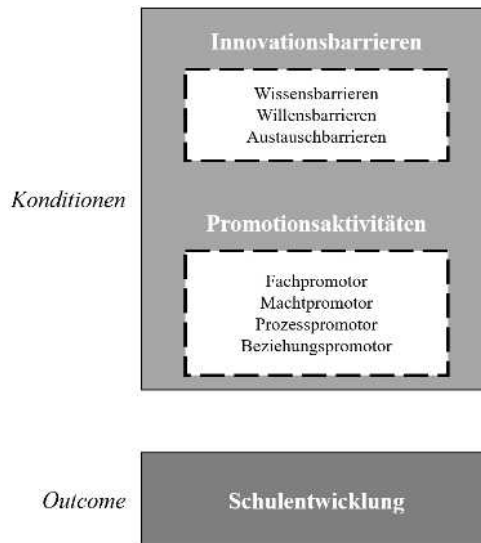 Innovationsbarrieren
Wissensbarrieren
Willensbarrieren
Austauschbarrieren
Konditionen
Promotionsaktivitäten
Fachpromotor
Machtpromotor
Prozesspromotor
Beziehungspromotor
Outcome
Schulentwicklung